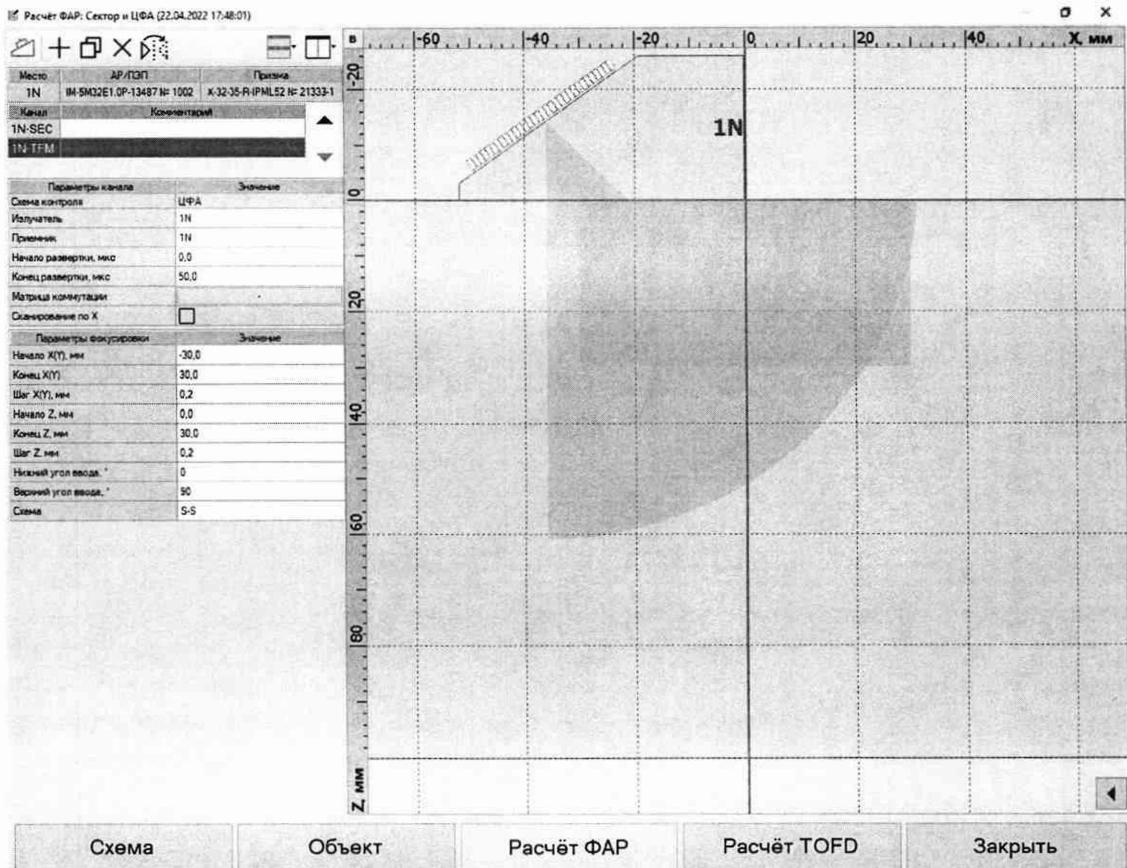 Расчёт ФАР: Сектор и ЦФА (22.04.2022 17:48:01)
Место АР/ПЭП Призма
1N IM-5M32E1.0P-13487 № 1002 X-32-35-R-IPML52 № 21333-1
Канал Комментарий
1N-SEC
1N-TFM
Параметры канала Значение
Схема контроля ЦФА
Излучатель 1N
Приемник 1N
Начало развертки, мкс 0,0
Конец развертки, мкс 50,0
Матрица коммутации
Сканирование по X
Параметры фокусировки Значение
Начало X(Y), мм -30,0
Конец X(Y) 30,0
Шаг X(Y), мм 0,2
Начало Z, мм 0,0
Конец Z, мм 30,0
Шаг Z, мм 0,2
Нижний угол ввода, ° 0
Верхний угол ввода, ° 90
Схема S-S
в -60 -40 -20 0 20 40 X, мм
-20
0
20
40
60
80
Z, мм
1N
Схема Объект Расчёт ФАР Расчёт TOFD Закрыть